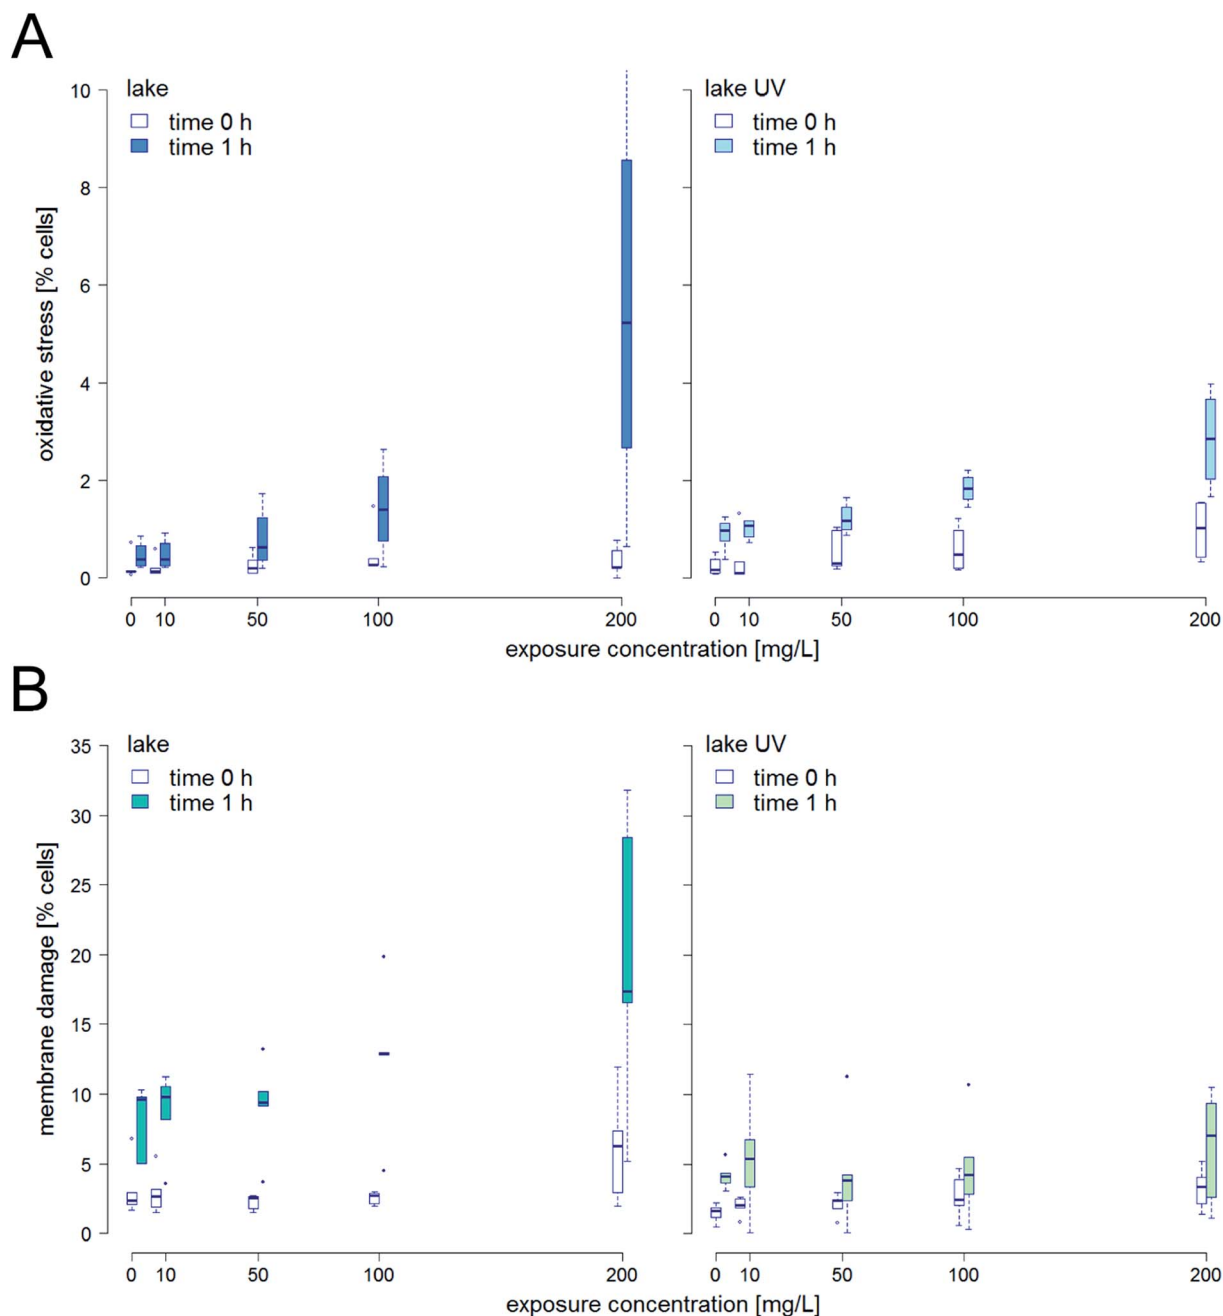 A
lake
time 0 h
time 1 h
lake UV
time 0 h
time 1 h
oxidative stress [% cells]
10
8
6
4
2
0
0 10 50 100 200
0 10 50 100 200
exposure concentration [mg/L]
B
lake
time 0 h
time 1 h
lake UV
time 0 h
time 1 h
membrane damage [% cells]
35
30
25
20
15
10
5
0
0 10 50 100 200
0 10 50 100 200
exposure concentration [mg/L]